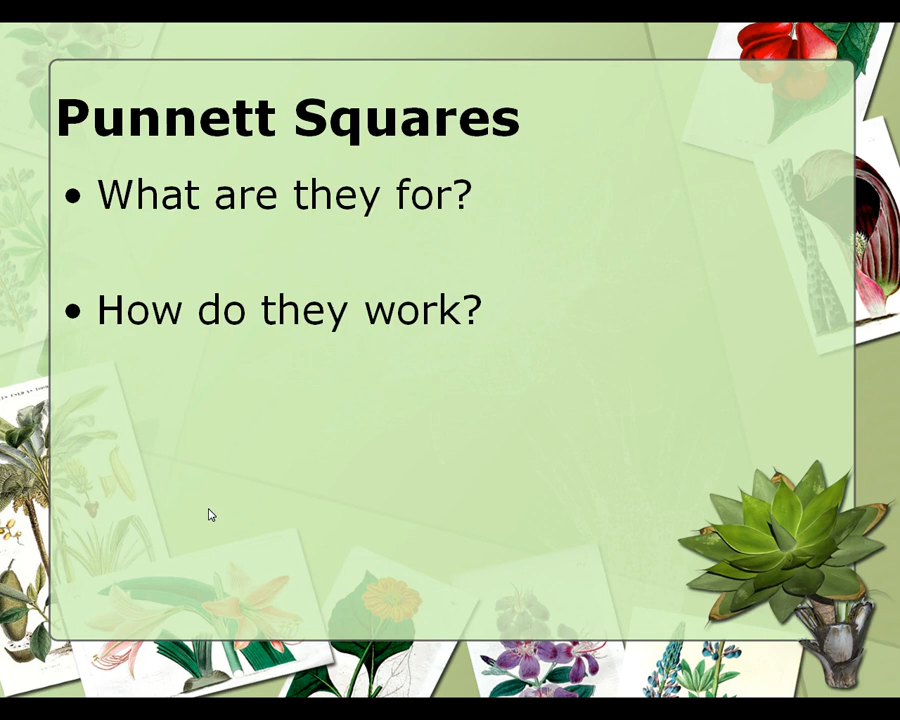 Punnett Squares
• What are they for?
• How do they work?